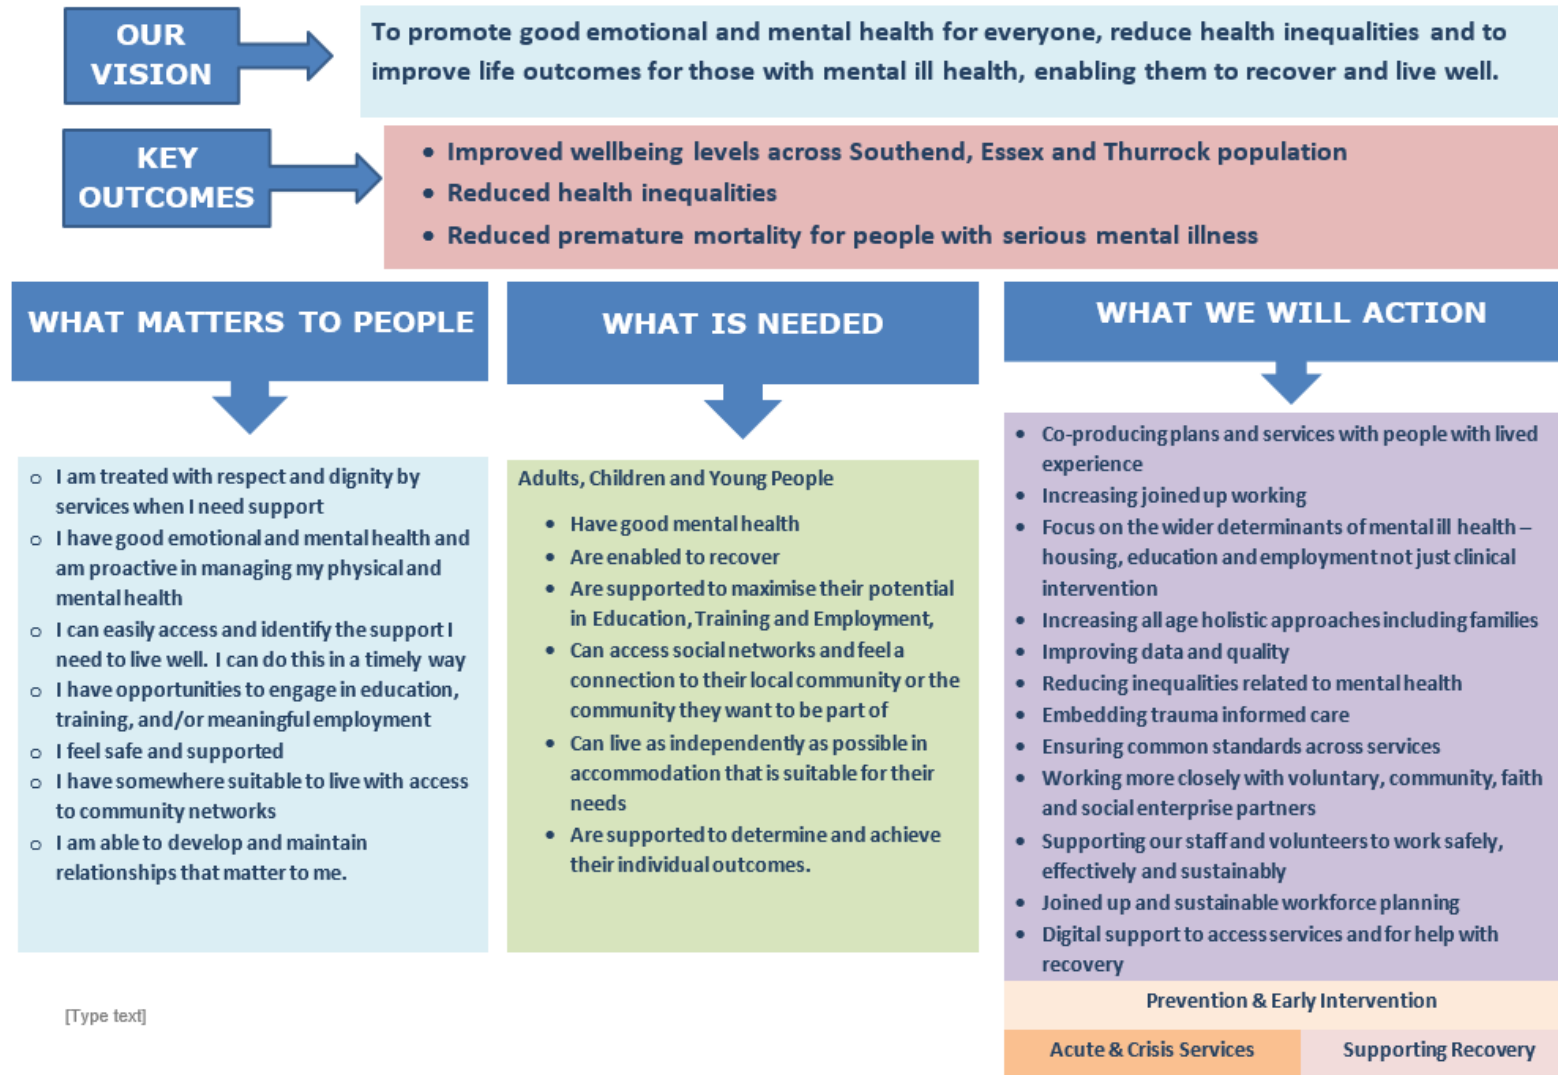 OUR
VISION
To promote good emotional and mental health for everyone, reduce health inequalities and to
improve life outcomes for those with mental ill health, enabling them to recover and live well.
KEY
OUTCOMES
• Improved wellbeing levels across Southend, Essex and Thurrock population
• Reduced health inequalities
• Reduced premature mortality for people with serious mental illness
WHAT MATTERS TO PEOPLE
o I am treated with respect and dignity by
services when I need support
o I have good emotional and mental health and
am proactive in managing my physical and
mental health
o I can easily access and identify the support I
need to live well. I can do this in a timely way
o I have opportunities to engage in education,
training, and/or meaningful employment
o I feel safe and supported
o I have somewhere suitable to live with access
to community networks
o I am able to develop and maintain
relationships that matter to me.
WHAT IS NEEDED
Adults, Children and Young People
• Have good mental health
• Are enabled to recover
• Are supported to maximise their potential
in Education, Training and Employment,
• Can access social networks and feel a
connection to their local community or the
community they want to be part of
• Can live as independently as possible in
accommodation that is suitable for their
needs
• Are supported to determine and achieve
their individual outcomes.
WHAT WE WILL ACTION
• Co-producing plans and services with people with lived
experience
• Increasing joined up working
• Focus on the wider determinants of mental ill health –
housing, education and employment not just clinical
intervention
• Increasing all age holistic approaches including families
• Improving data and quality
• Reducing inequalities related to mental health
• Embedding trauma informed care
• Ensuring common standards across services
• Working more closely with voluntary, community, faith
and social enterprise partners
• Supporting our staff and volunteers to work safely,
effectively and sustainably
• Joined up and sustainable workforce planning
• Digital support to access services and for help with
recovery
Prevention & Early Intervention
Acute & Crisis Services
Supporting Recovery
[Type text]